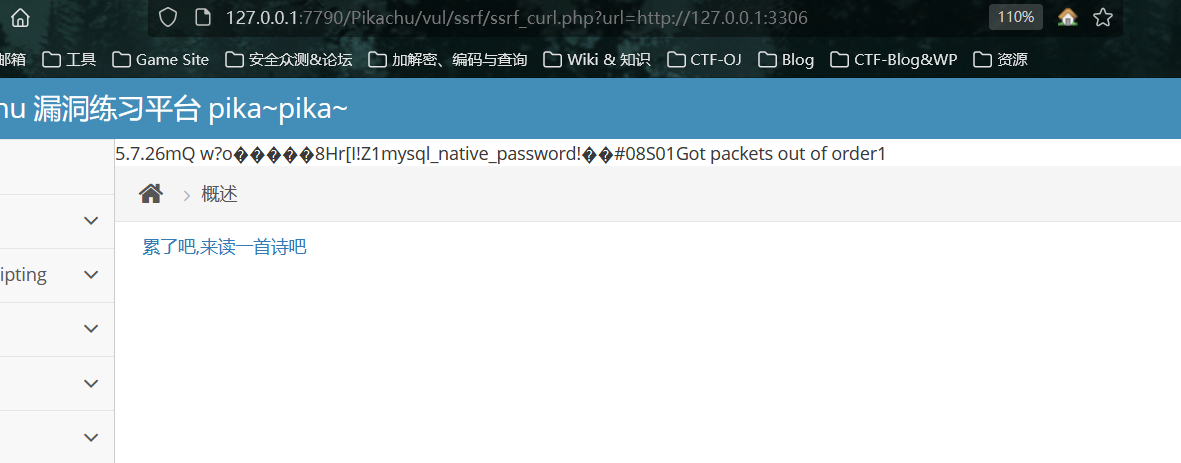 127.0.0.1:7790/Pikachu/vul/ssrf/ssrf_curl.php?url=http://127.0.0.1:3306 110%
邮箱 工具 Game Site 安全众测&论坛 加解密、编码与查询 Wiki & 知识 CTF-OJ Blog CTF-Blog&WP 资源
hu 漏洞练习平台 pika~pika~
5.7.26mQ w?o�����8Hr[I!Z1mysql_native_password!��#08S01Got packets out of order1
概述
累了吧,来读一首诗吧
ipting